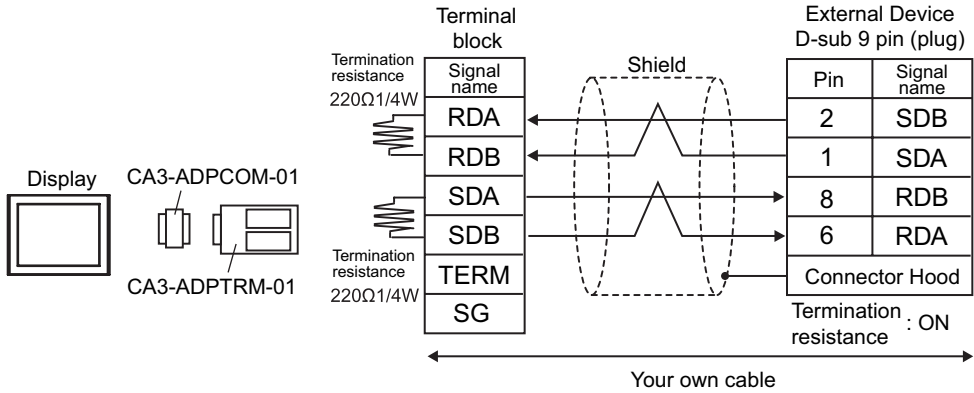 Display
CA3-ADPCOM-01
CA3-ADPTRM-01
Termination
resistance
220Ω1/4W
Termination
resistance
220Ω1/4W
Terminal
block
Signal
name
RDA
RDB
SDA
SDB
TERM
SG
Shield
External Device
D-sub 9 pin (plug)
Pin Signal
name
2 SDB
1 SDA
8 RDB
6 RDA
Connector Hood
Termination
resistance : ON
Your own cable